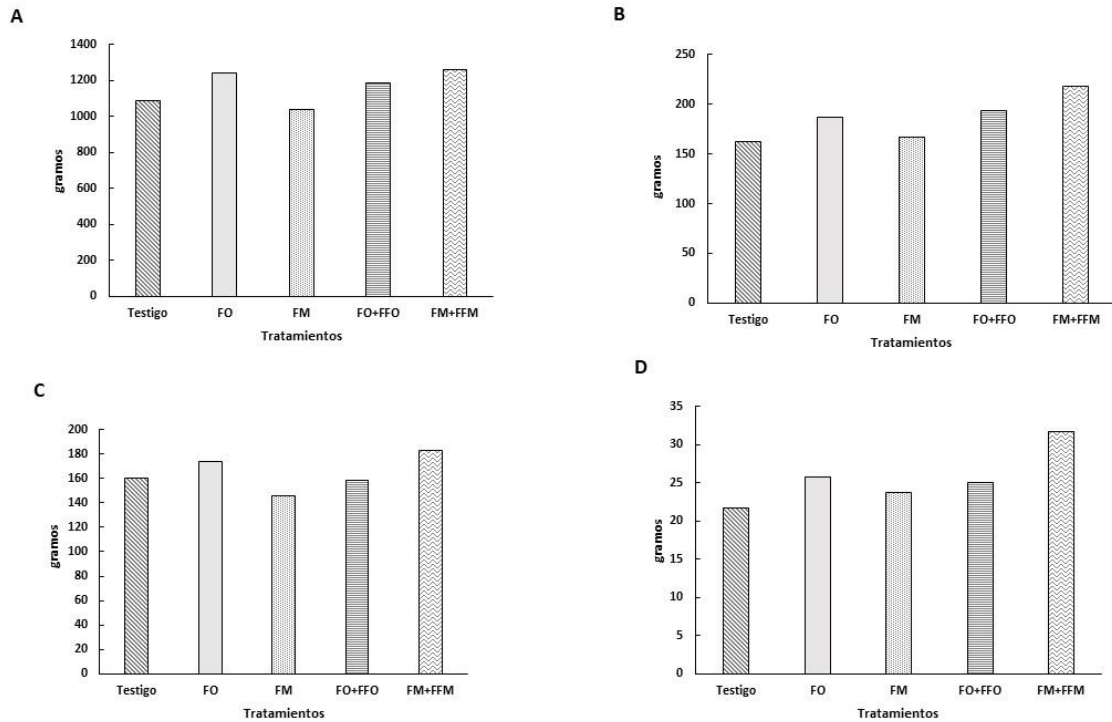 A
gramos
1400
1200
1000
800
600
400
200
0
Testigo FO FM FO+FFO FM+FFM
Tratamientos
B
gramos
250
200
150
100
50
0
Testigo FO FM FO+FFO FM+FFM
Tratamientos
C
gramos
200
180
160
140
120
100
80
60
40
20
0
Testigo FO FM FO+FFO FM+FFM
Tratamientos
D
gramos
35
30
25
20
15
10
5
0
Testigo FO FM FO+FFO FM+FFM
Tratamientos